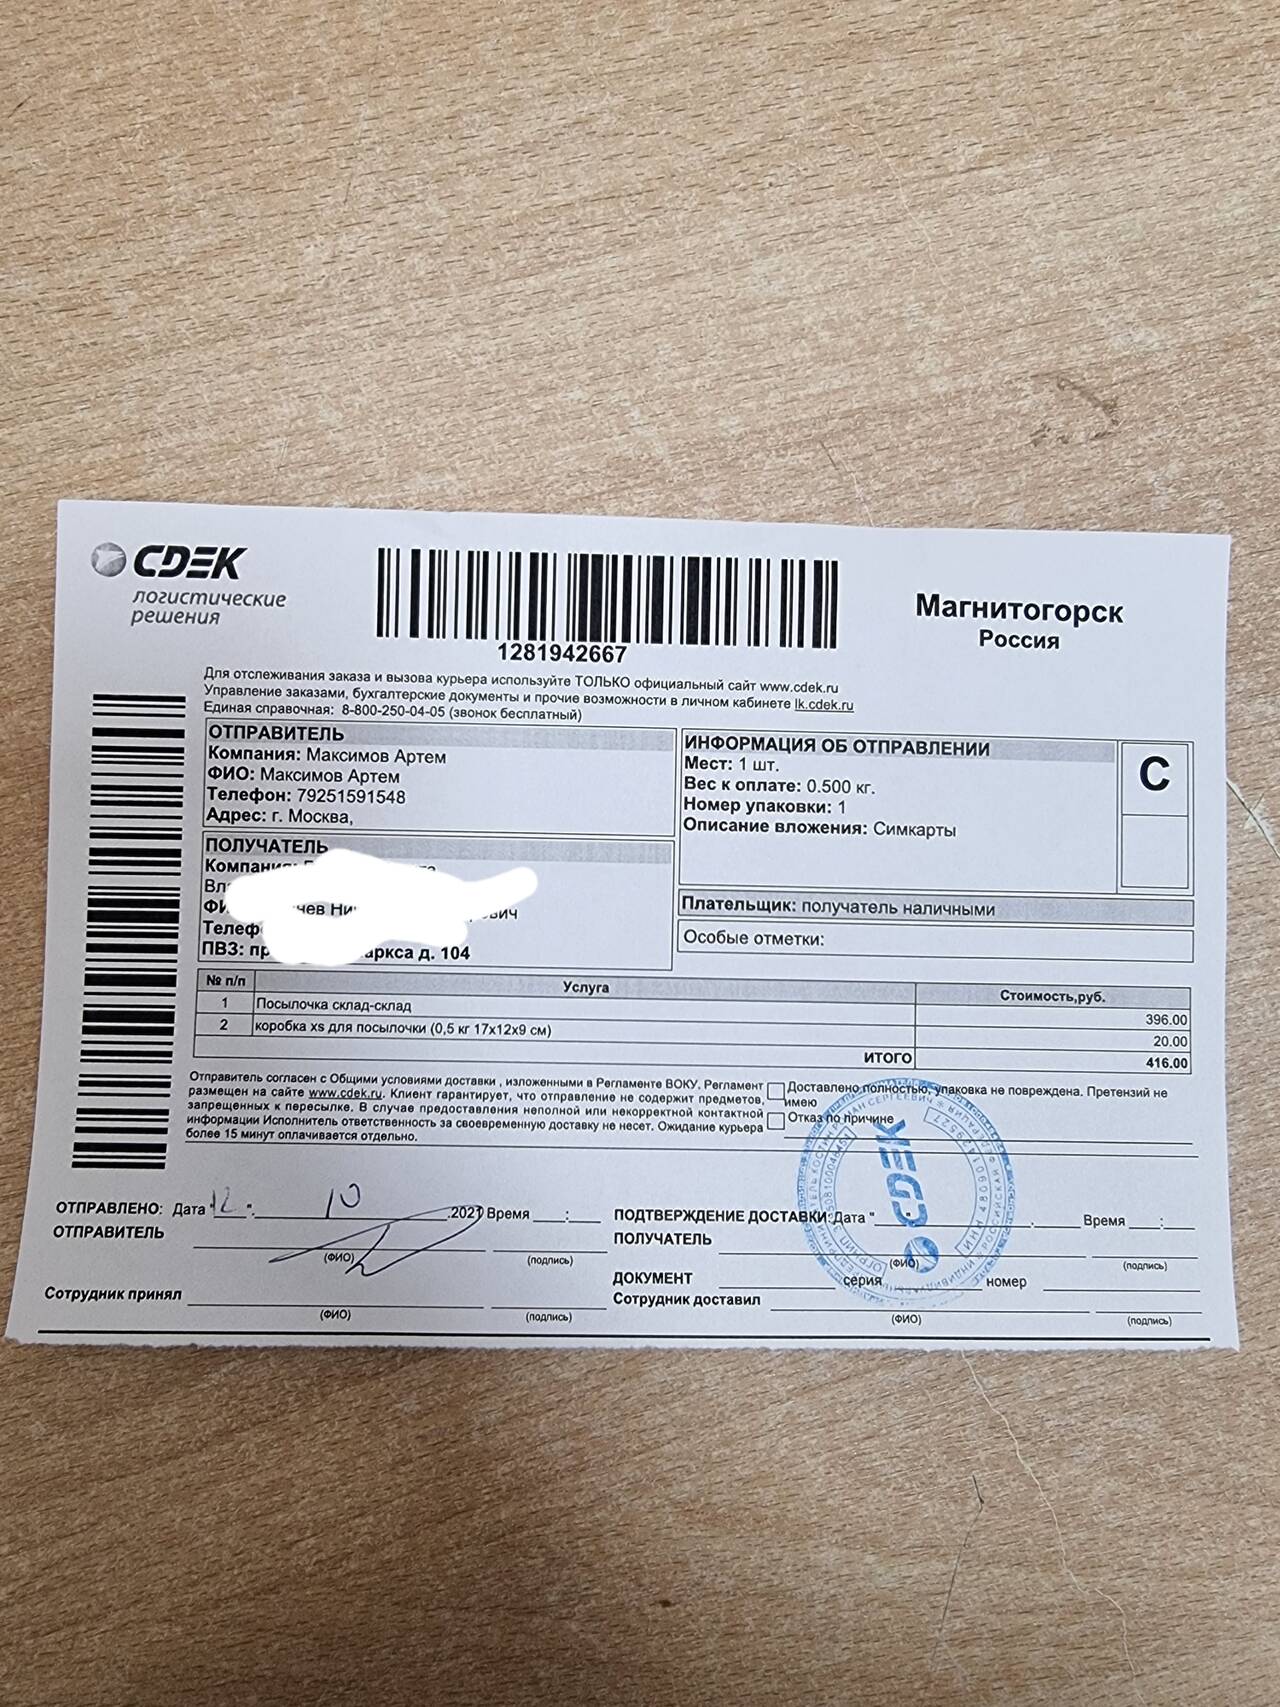 CDEK
логистические
решения
1281942667
Магнитогорск
Россия
Для отслеживания заказа и вызова курьера используйте ТОЛЬКО официальный сайт www.cdek.ru
Управление заказами, бухгалтерские документы и прочие возможности в личном кабинете lk.cdek.ru
Единая справочная: 8-800-250-04-05 (звонок бесплатный)
ОТПРАВИТЕЛЬ
Компания: Максимов Артем
ФИО: Максимов Артем
Телефон: 79251591548
Адрес: г. Москва,
ПОЛУЧАТЕЛЬ
ПВЗ: д. 104
ИНФОРМАЦИЯ ОБ ОТПРАВЛЕНИИ
Мест: 1 шт.
Вес к оплате: 0.500 кг.
Номер упаковки: 1
Описание вложения: Симкарты
C
Плательщик: получатель наличными
Особые отметки:
№ п/п Услуга Стоимость,руб.
1 Посылочка склад-склад 396.00
2 коробка xs для посылочки (0,5 кг 17x12x9 см) 20.00
ИТОГО 416.00
Отправитель согласен с Общими условиями доставки , изложенными в Регламенте ВОКУ. Регламент
размещен на сайте www.cdek.ru. Клиент гарантирует, что отправление не содержит предметов,
запрещенных к пересылке. В случае предоставления неполной или некорректной контактной
информации Исполнитель ответственность за своевременную доставку не несет. Ожидание курьера
более 15 минут оплачивается отдельно.
Доставлено полностью, упаковка не повреждена. Претензий не
имею
Отказ по причине
ОТПРАВЛЕНО: Дата "12". 10 .2021 Время __:__
ОТПРАВИТЕЛЬ
(ФИО) (подпись)
Сотрудник принял
(ФИО) (подпись)
ПОДТВЕРЖДЕНИЕ ДОСТАВКИ: Дата "__" . Время __:__
ПОЛУЧАТЕЛЬ
(ФИО) (подпись)
ДОКУМЕНТ серия номер
Сотрудник доставил
(ФИО) (подпись)
CDEK